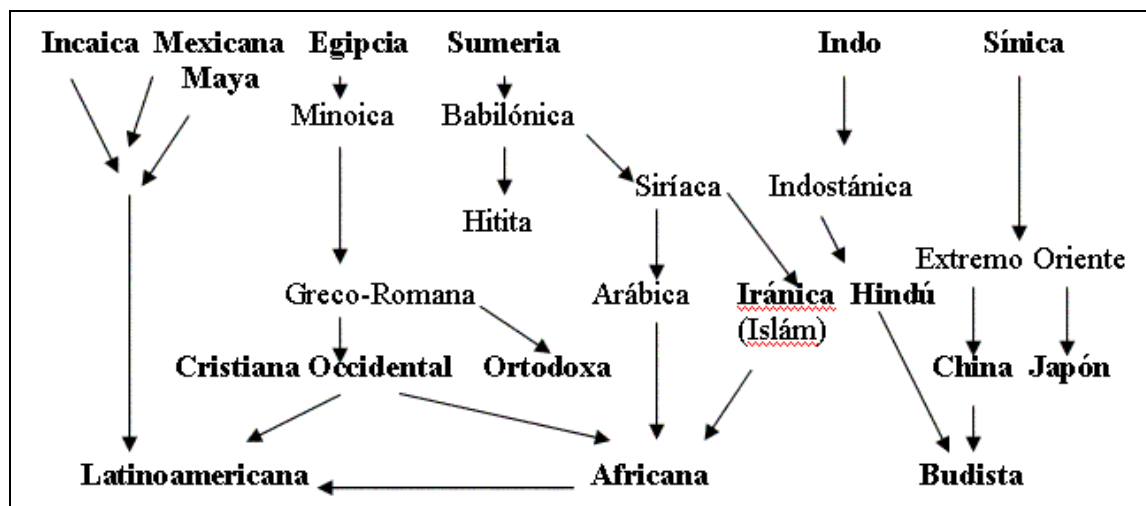 Incaica Mexicana Egipcia Sumeria Indo Sínica
Maya
Minoica Babilónica
Siríaca Indostánica
Hitita
Extremo Oriente
Greco-Romana Arábica Iránica Hindú
(Islám)
Cristiana Occidental Ortodoxa China Japón
Latinoamericana Africana Budista